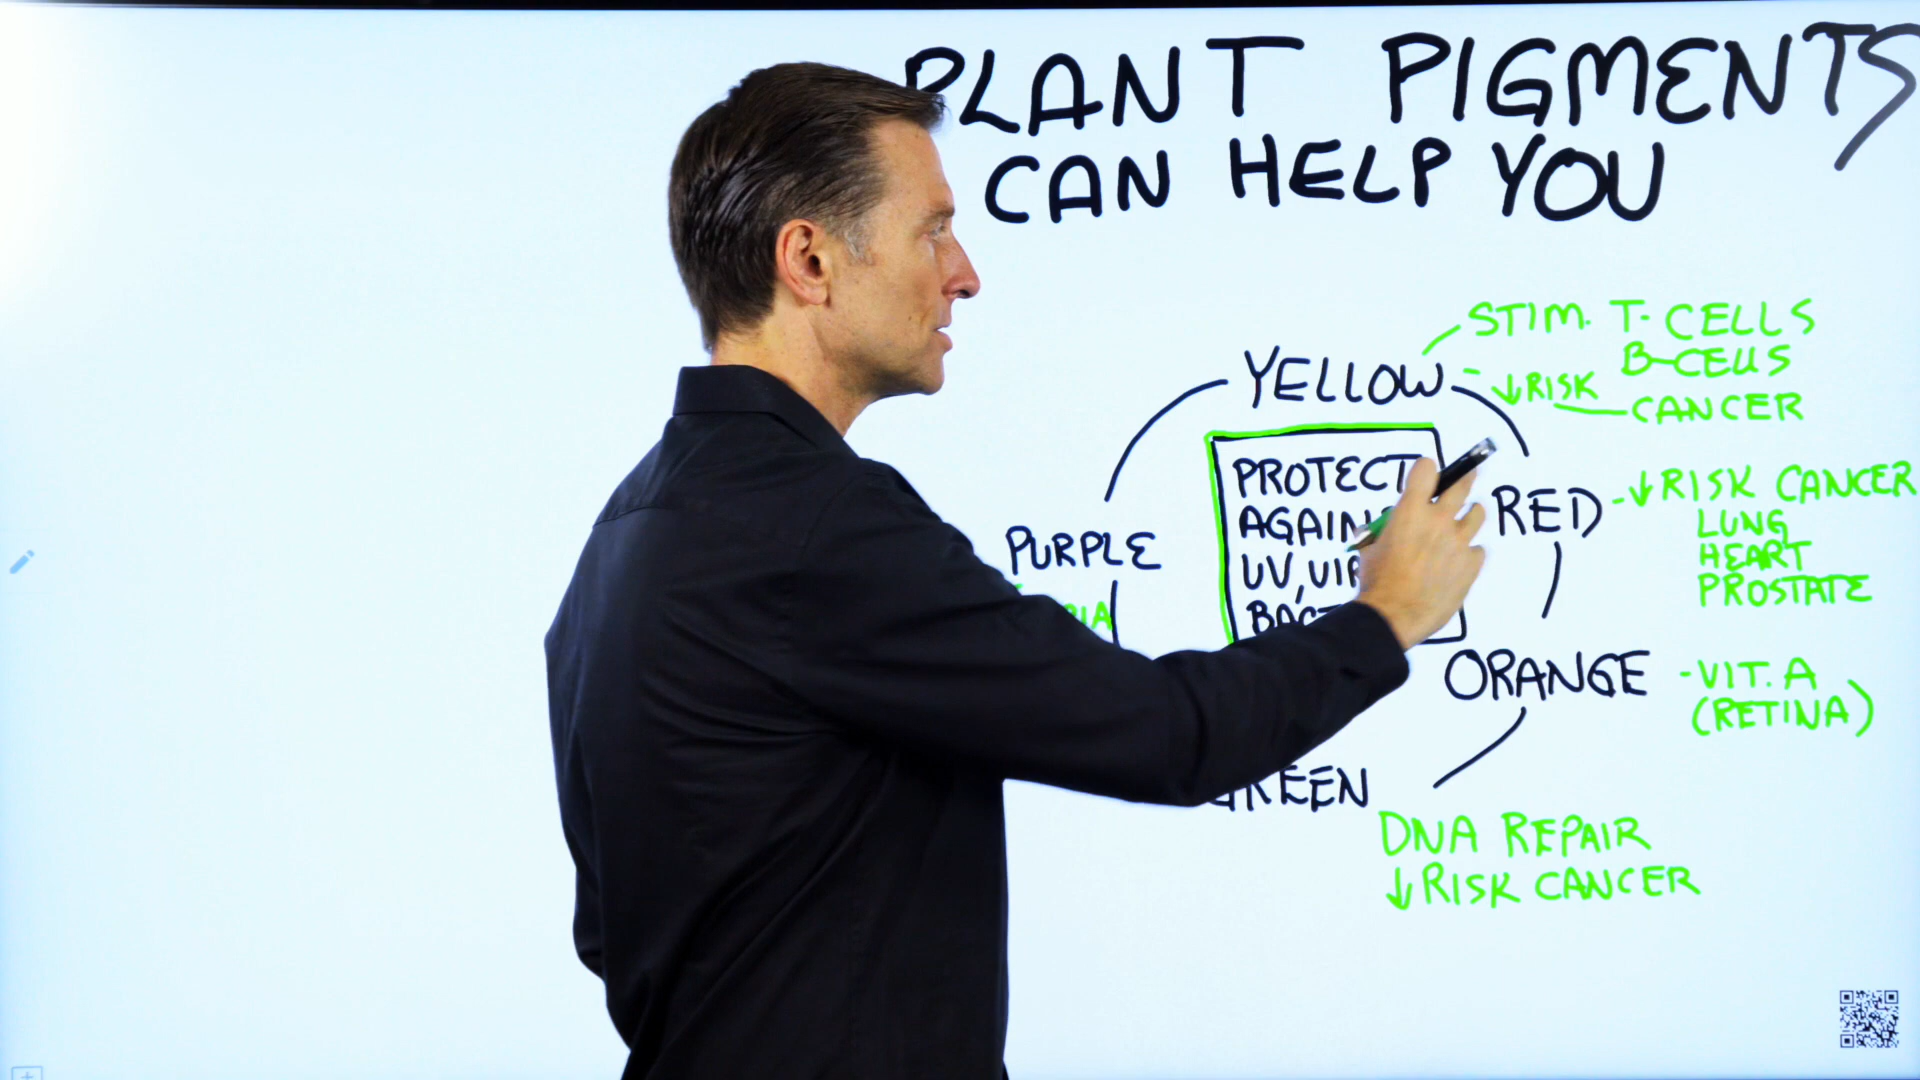 PLANT PIGMENTS
CAN HELP YOU
STIM. T-CELLS
B-CELLS
YELLOW
- ↓ RISK
CANCER
PROTECT
RED
- ↓ RISK CANCER
LUNG
HEART
PROSTATE
PURPLE
UV,
ORANGE
- VIT. A
(RETINA)
DNA REPAIR
↓ RISK CANCER